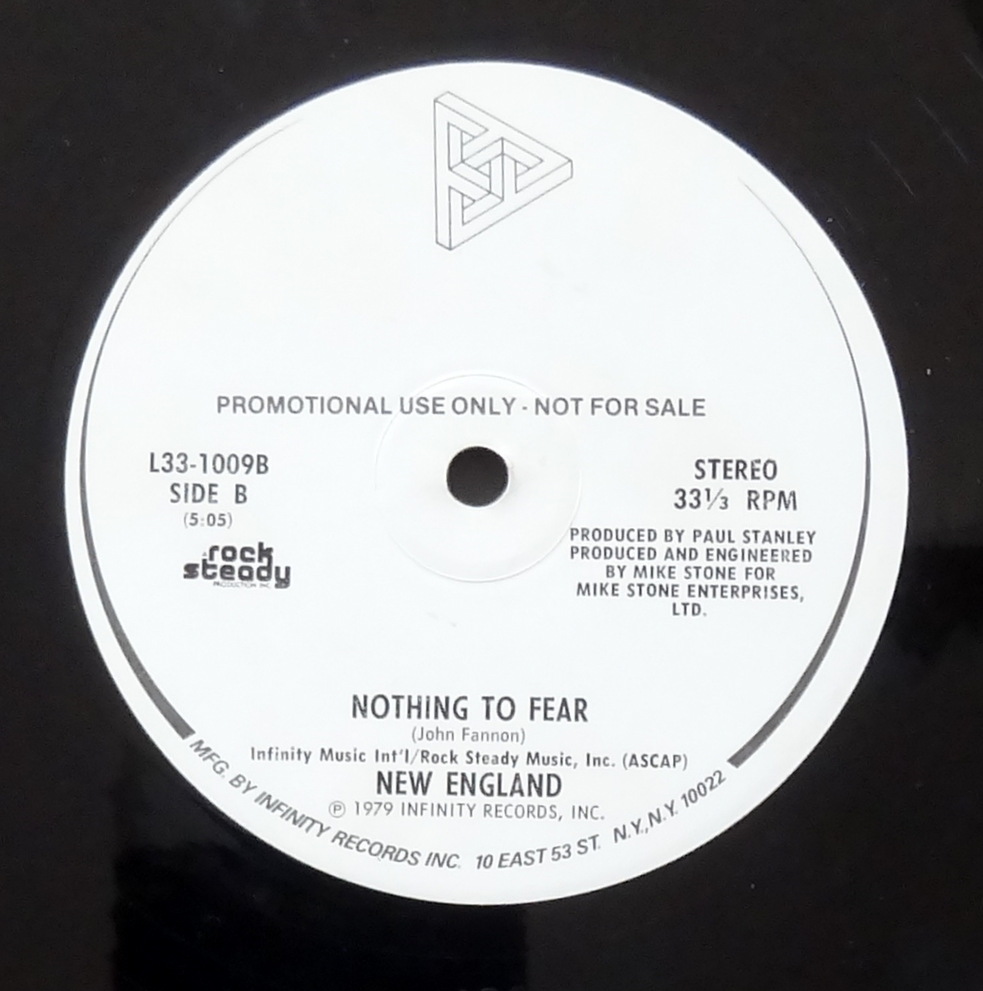 PROMOTIONAL USE ONLY - NOT FOR SALE
L33-1009B
SIDE B
(5:05)
rock
steady
PRODUCTION INC.
STEREO
33⅓ RPM
PRODUCED BY PAUL STANLEY
PRODUCED AND ENGINEERED
BY MIKE STONE FOR
MIKE STONE ENTERPRISES,
LTD.
NOTHING TO FEAR
(John Fannon)
Infinity Music Int'l/Rock Steady Music, Inc. (ASCAP)
NEW ENGLAND
℗ 1979 INFINITY RECORDS, INC.
MFG. BY INFINITY RECORDS INC. 10 EAST 53 ST. N.Y., N.Y. 10022